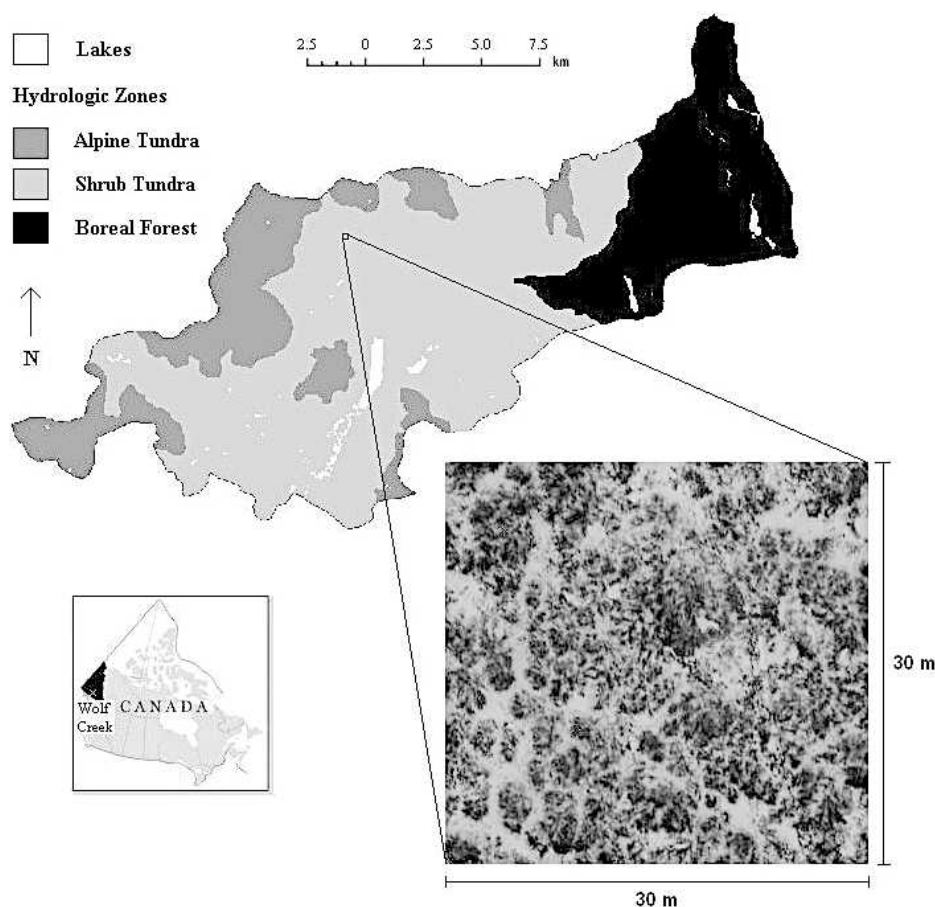 Lakes
Hydrologic Zones
Alpine Tundra
Shrub Tundra
Boreal Forest
2.5 0 2.5 5.0 7.5
km
N
30 m
30 m
Wolf
Creek
CANADA